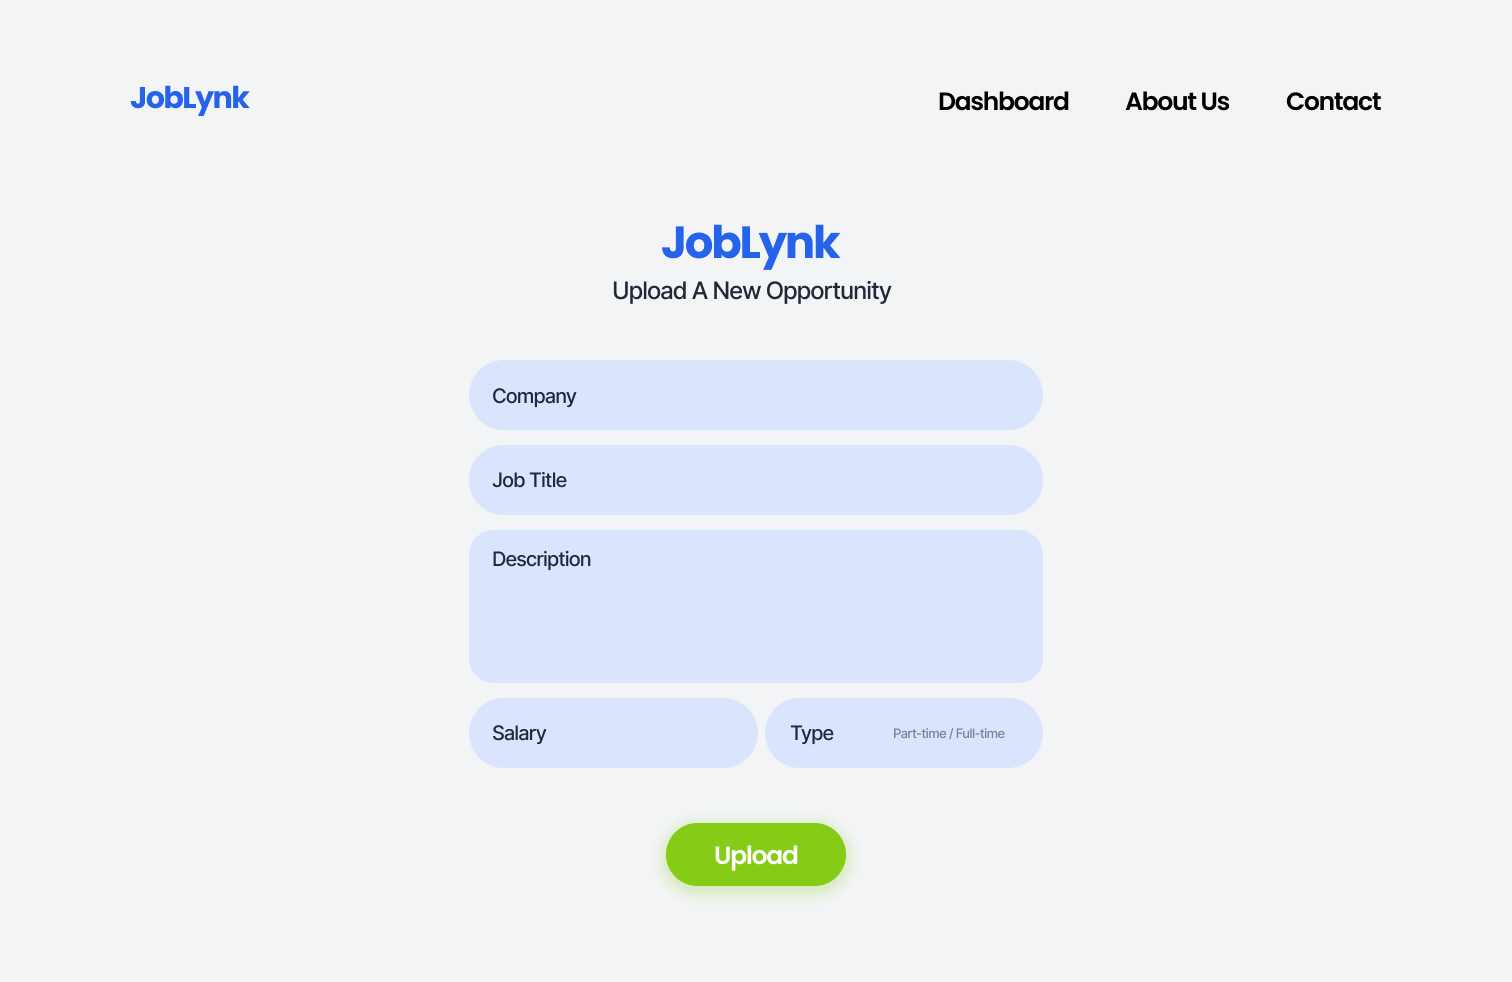 JobLynk
Dashboard About Us Contact
JobLynk
Upload A New Opportunity
Company
Job Title
Description
Salary
Type Part-time / Full-time
Upload